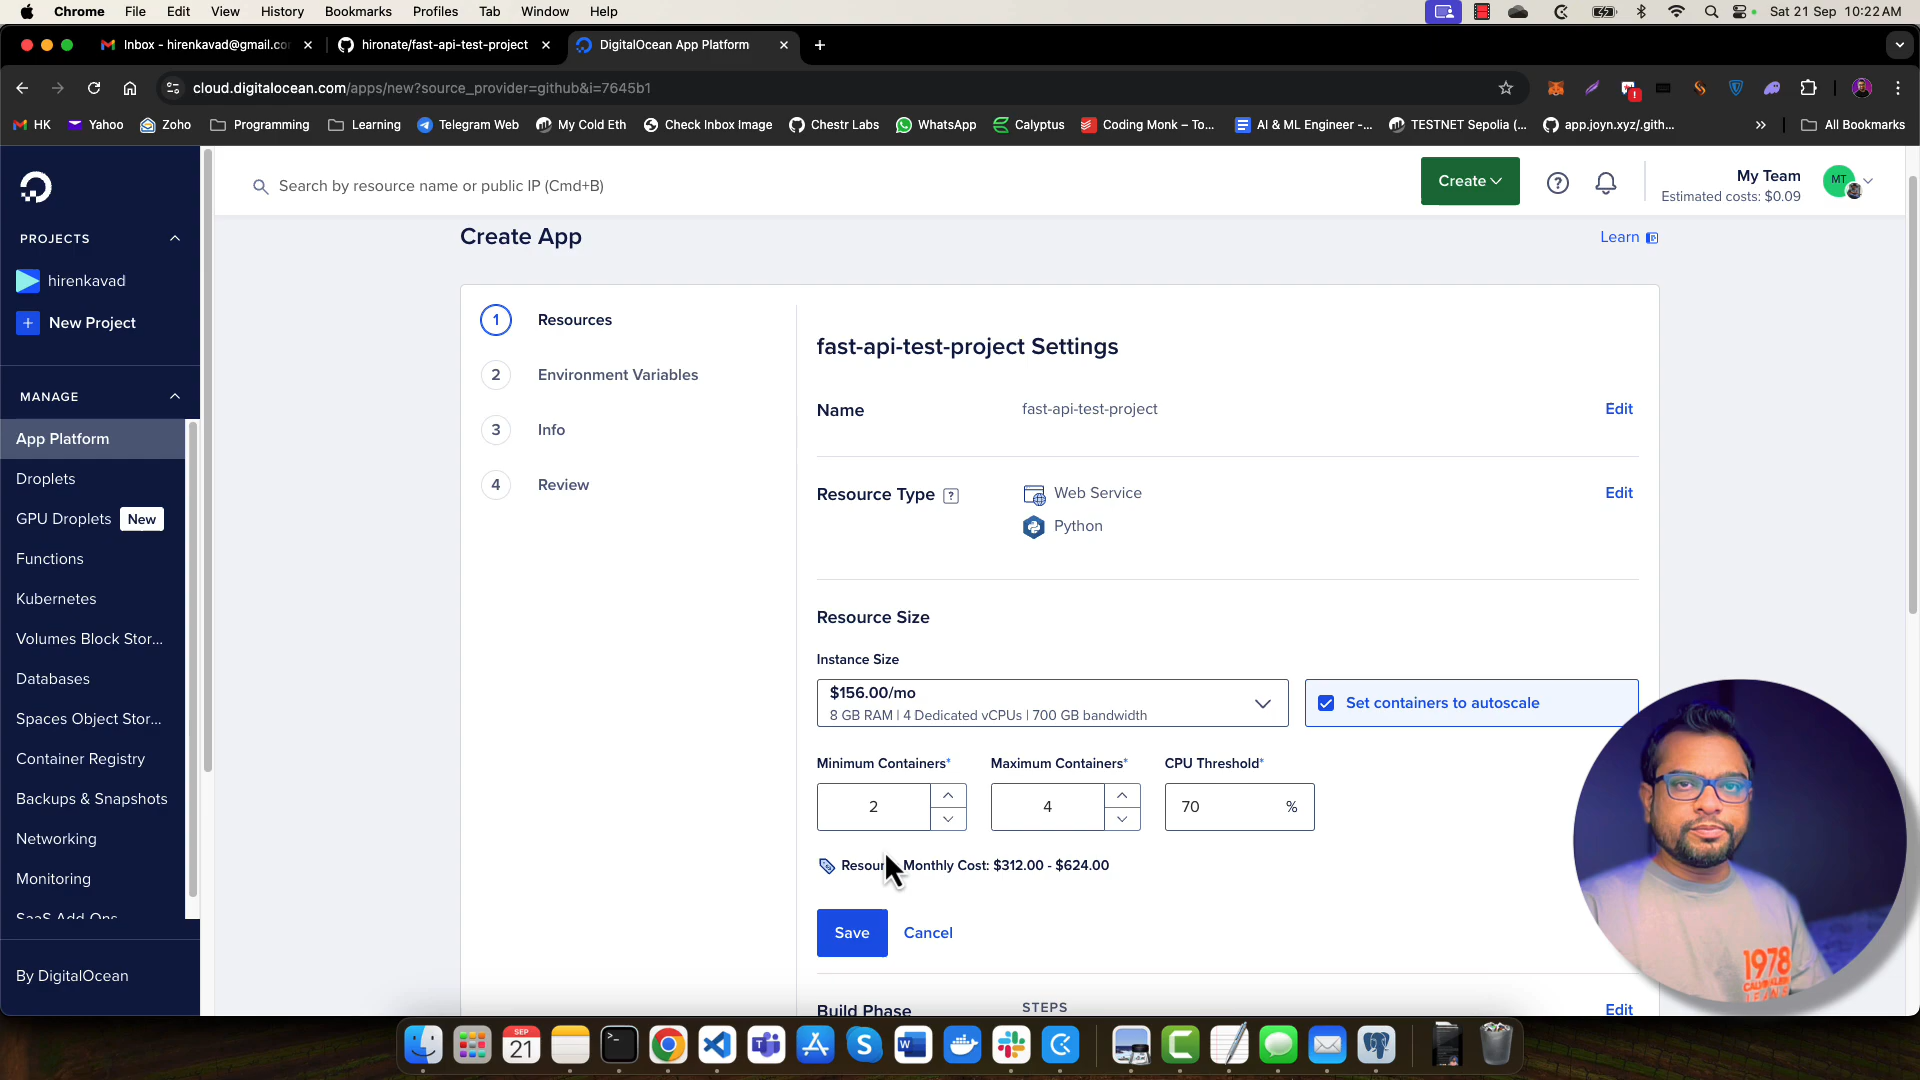 Chrome File Edit View History Bookmarks Profiles Tab Window Help Sat 21 Sep 10:22 AM
Inbox - hirenkavad@gmail.co
hironate/fast-api-test-project
DigitalOcean App Platform
cloud.digitalocean.com/apps/new?source_provider=github&i=7645b1
HK Yahoo Zoho Programming Learning Telegram Web My Cold Eth Check Inbox Image Chestr Labs WhatsApp Calyptus Coding Monk – To... AI & ML Engineer -... TESTNET Sepolia (... app.joyn.xyz/.gith... » All Bookmarks
Search by resource name or public IP (Cmd+B)
Create
?
My Team
Estimated costs: $0.09
MT
PROJECTS
hirenkavad
New Project
MANAGE
App Platform
Droplets
GPU Droplets New
Functions
Kubernetes
Volumes Block Stor...
Databases
Spaces Object Stor...
Container Registry
Backups & Snapshots
Networking
Monitoring
SaaS Add-Ons
By DigitalOcean
Create App
Learn
1 Resources
2 Environment Variables
3 Info
4 Review
fast-api-test-project Settings
Name fast-api-test-project Edit
Resource Type ? Web Service Edit
Python
Resource Size
Instance Size
$156.00/mo
8 GB RAM | 4 Dedicated vCPUs | 700 GB bandwidth
Set containers to autoscale
Minimum Containers* Maximum Containers* CPU Threshold*
2 4 70 %
Monthly Cost: $312.00 - $624.00
Save Cancel
Build Phase STEPS Edit
SEP
21
1978
CALVIN KLEIN
JEANS